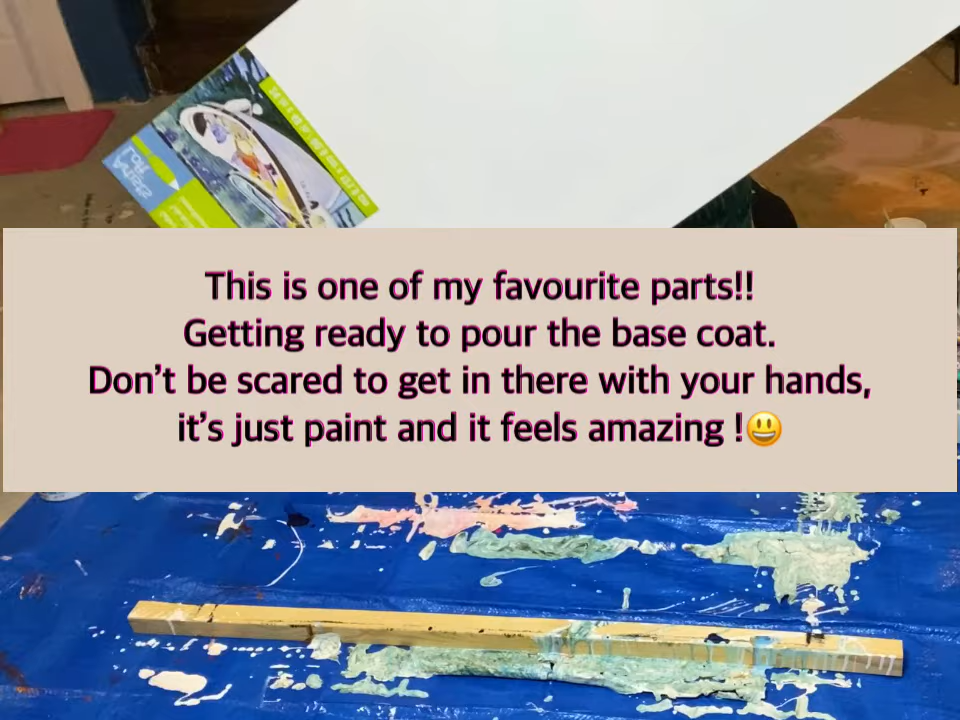 This is one of my favourite parts!!
Getting ready to pour the base coat.
Don’t be scared to get in there with your hands,
it’s just paint and it feels amazing !😃